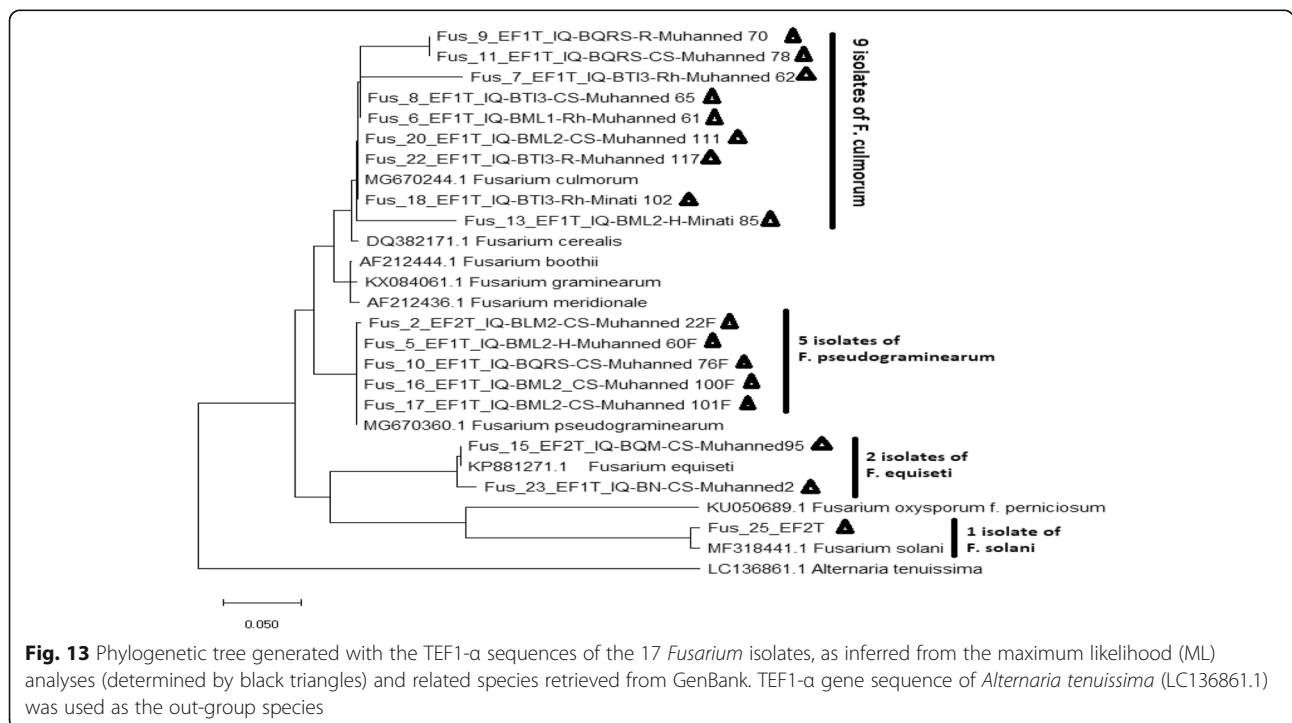 Fus_9_EF1T_IQ-BQRS-R-Muhanned 70
Fus_11_EF1T_IQ-BQRS-CS-Muhanned 78
Fus_7_EF1T_IQ-BTI3-Rh-Muhanned 62
Fus_8_EF1T_IQ-BTI3-CS-Muhanned 65
Fus_6_EF1T_IQ-BML1-Rh-Muhanned 61
Fus_20_EF1T_IQ-BML2-CS-Muhanned 111
Fus_22_EF1T_IQ-BTI3-R-Muhanned 117
MG670244.1 Fusarium culmorum
Fus_18_EF1T_IQ-BTI3-Rh-Minati 102
Fus_13_EF1T_IQ-BML2-H-Minati 85
9 isolates of F. culmorum
DQ382171.1 Fusarium cerealis
AF212444.1 Fusarium boothii
KX084061.1 Fusarium graminearum
AF212436.1 Fusarium meridionale
Fus_2_EF2T_IQ-BLM2-CS-Muhanned 22F
Fus_5_EF1T_IQ-BML2-H-Muhanned 60F
Fus_10_EF1T_IQ-BQRS-CS-Muhanned 76F
Fus_16_EF1T_IQ-BML2_CS-Muhanned 100F
Fus_17_EF1T_IQ-BML2-CS-Muhanned 101F
MG670360.1 Fusarium pseudograminearum
5 isolates of
F. pseudograminearum
Fus_15_EF2T_IQ-BQM-CS-Muhanned95
KP881271.1 Fusarium equiseti
Fus_23_EF1T_IQ-BN-CS-Muhanned2
2 isolates of
F. equiseti
KU050689.1 Fusarium oxysporum f. perniciosum
Fus_25_EF2T
MF318441.1 Fusarium solani
1 isolate of
F. solani
LC136861.1 Alternaria tenuissima
0.050
Fig. 13 Phylogenetic tree generated with the TEF1-α sequences of the 17 Fusarium isolates, as inferred from the maximum likelihood (ML)
analyses (determined by black triangles) and related species retrieved from GenBank. TEF1-α gene sequence of Alternaria tenuissima (LC136861.1)
was used as the out-group species